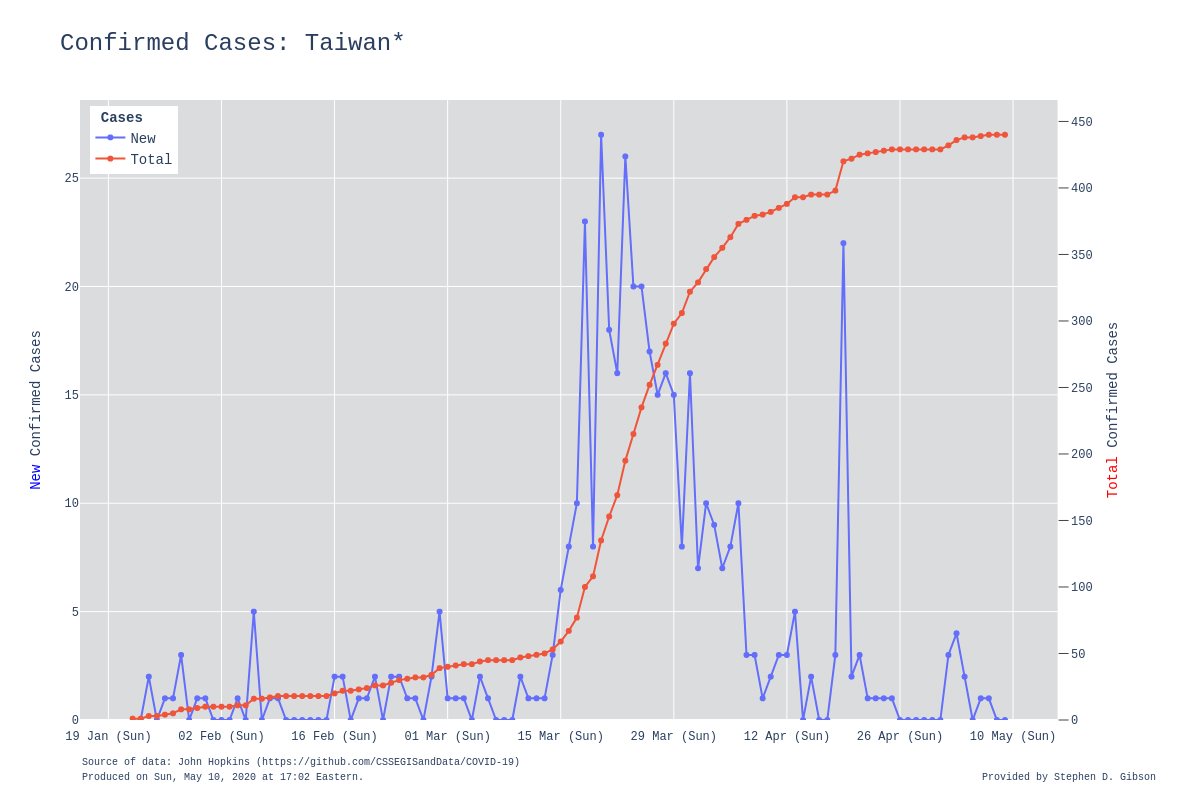 Confirmed Cases: Taiwan*
Cases
New
Total
25
20
15
10
5
0
450
400
350
300
250
200
150
100
50
0
New Confirmed Cases
Total Confirmed Cases
19 Jan (Sun) 02 Feb (Sun) 16 Feb (Sun) 01 Mar (Sun) 15 Mar (Sun) 29 Mar (Sun) 12 Apr (Sun) 26 Apr (Sun) 10 May (Sun)
Source of data: John Hopkins (https://github.com/CSSEGISandData/COVID-19)
Produced on Sun, May 10, 2020 at 17:02 Eastern.
Provided by Stephen D. Gibson